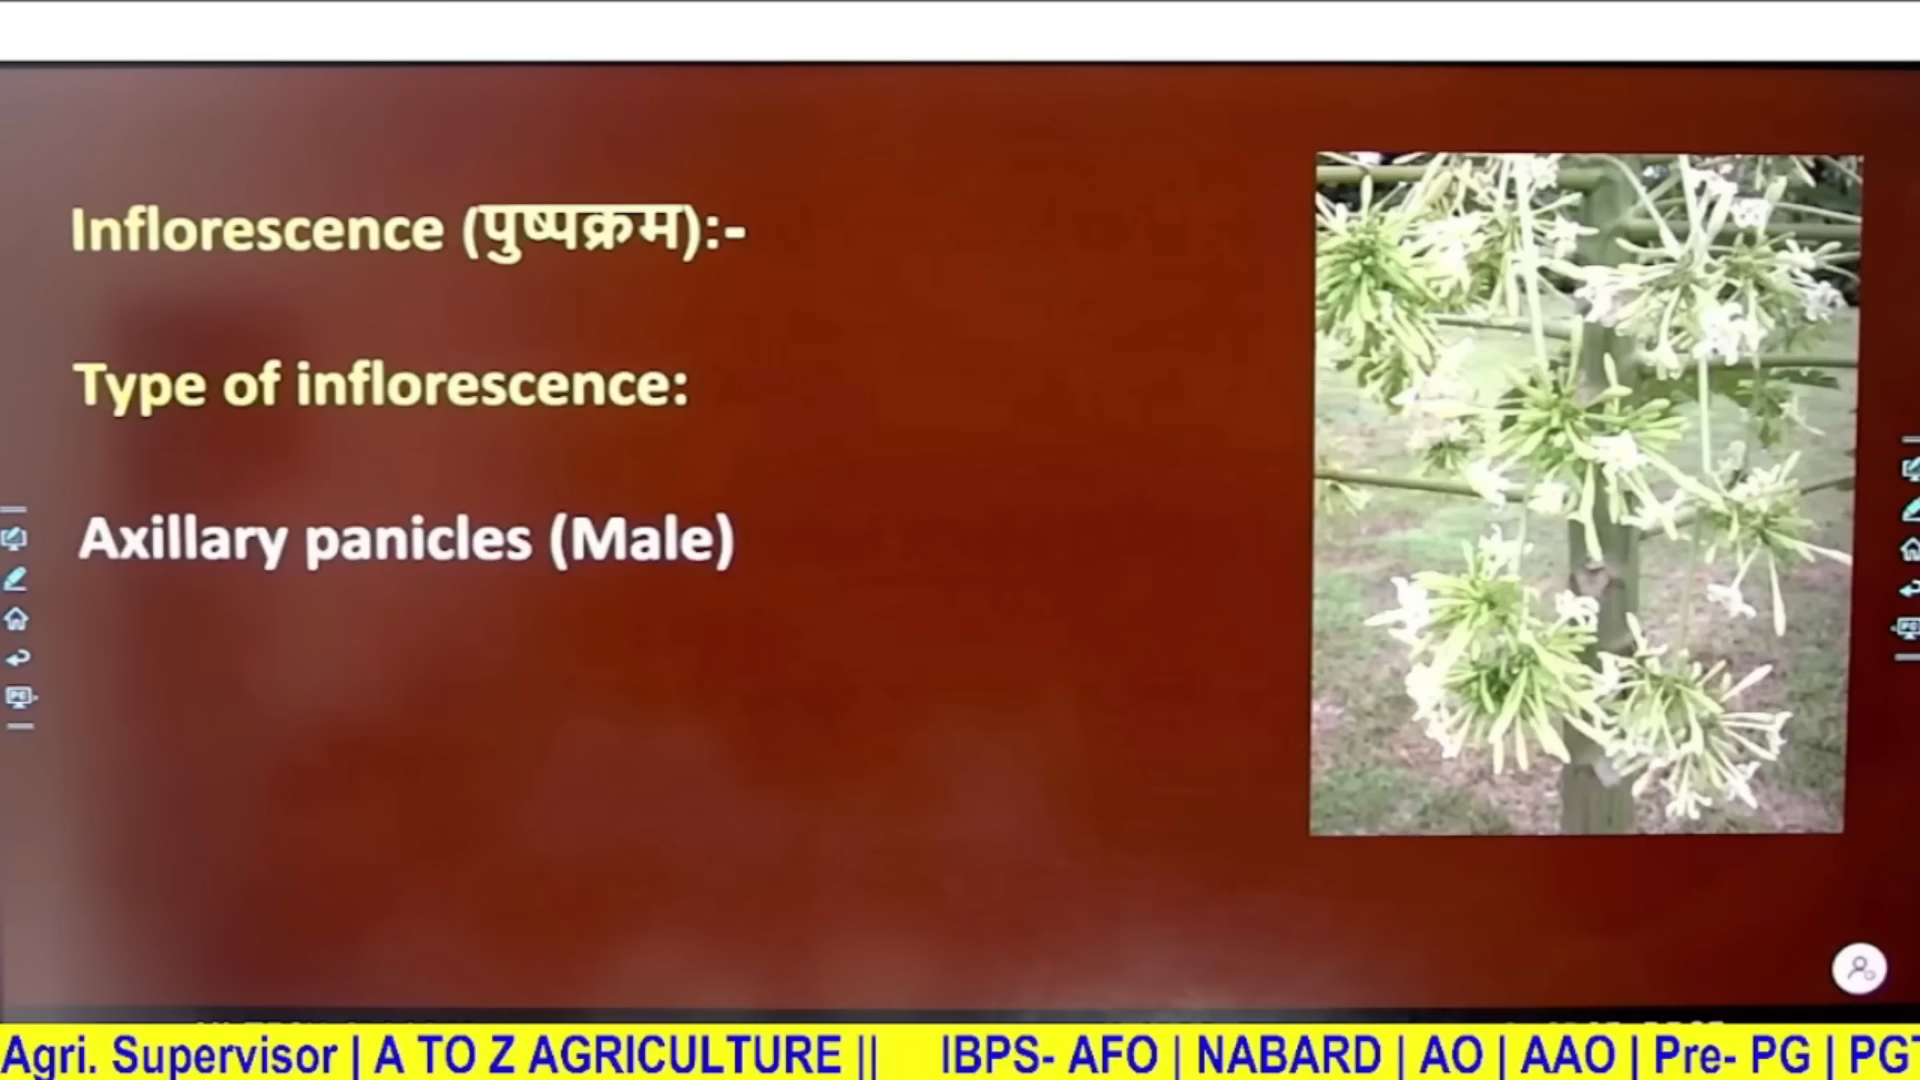 Inflorescence (पुष्पक्रम):-
Type of inflorescence:
Axillary panicles (Male)
Agri. Supervisor | A TO Z AGRICULTURE || IBPS- AFO | NABARD | AO | AAO | Pre- PG | PGT